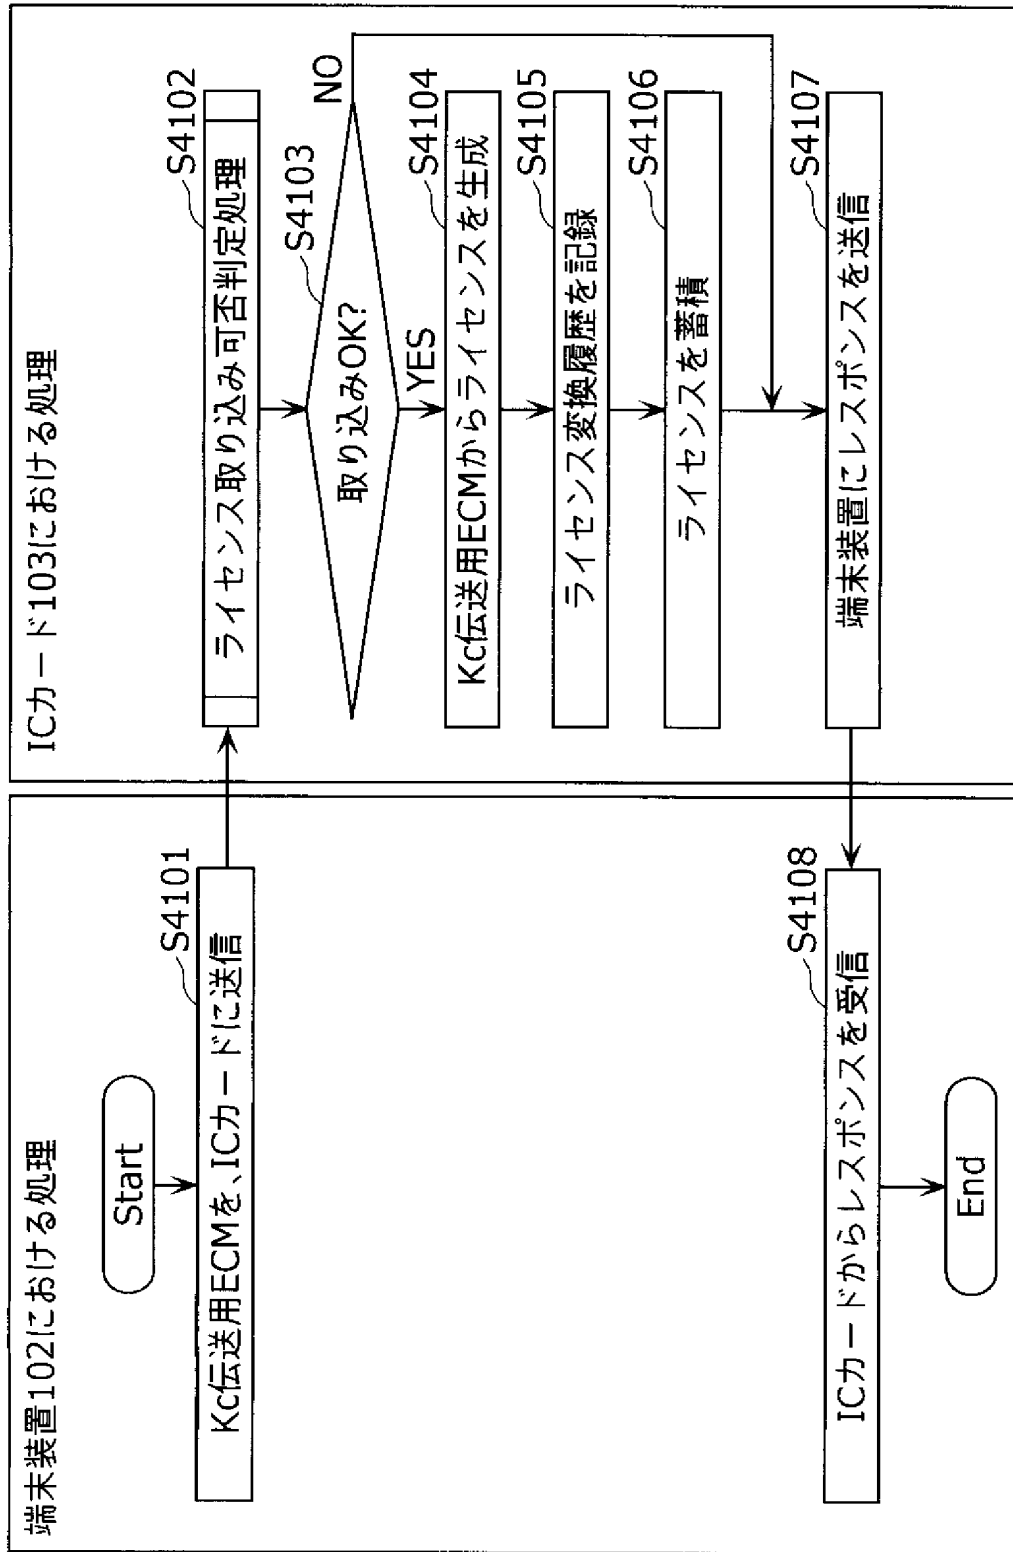 端末装置102における処理
Start
S4101
Kc伝送用ECMを、ICカードに送信
ICカード103における処理
S4102
ライセンス取り込み可否判定処理
S4103
取り込みOK?
NO
YES
S4104
Kc伝送用ECMからライセンスを生成
S4105
ライセンス変換履歴を記録
S4106
ライセンスを蓄積
S4107
端末装置にレスポンスを送信
S4108
ICカードからレスポンスを受信
End